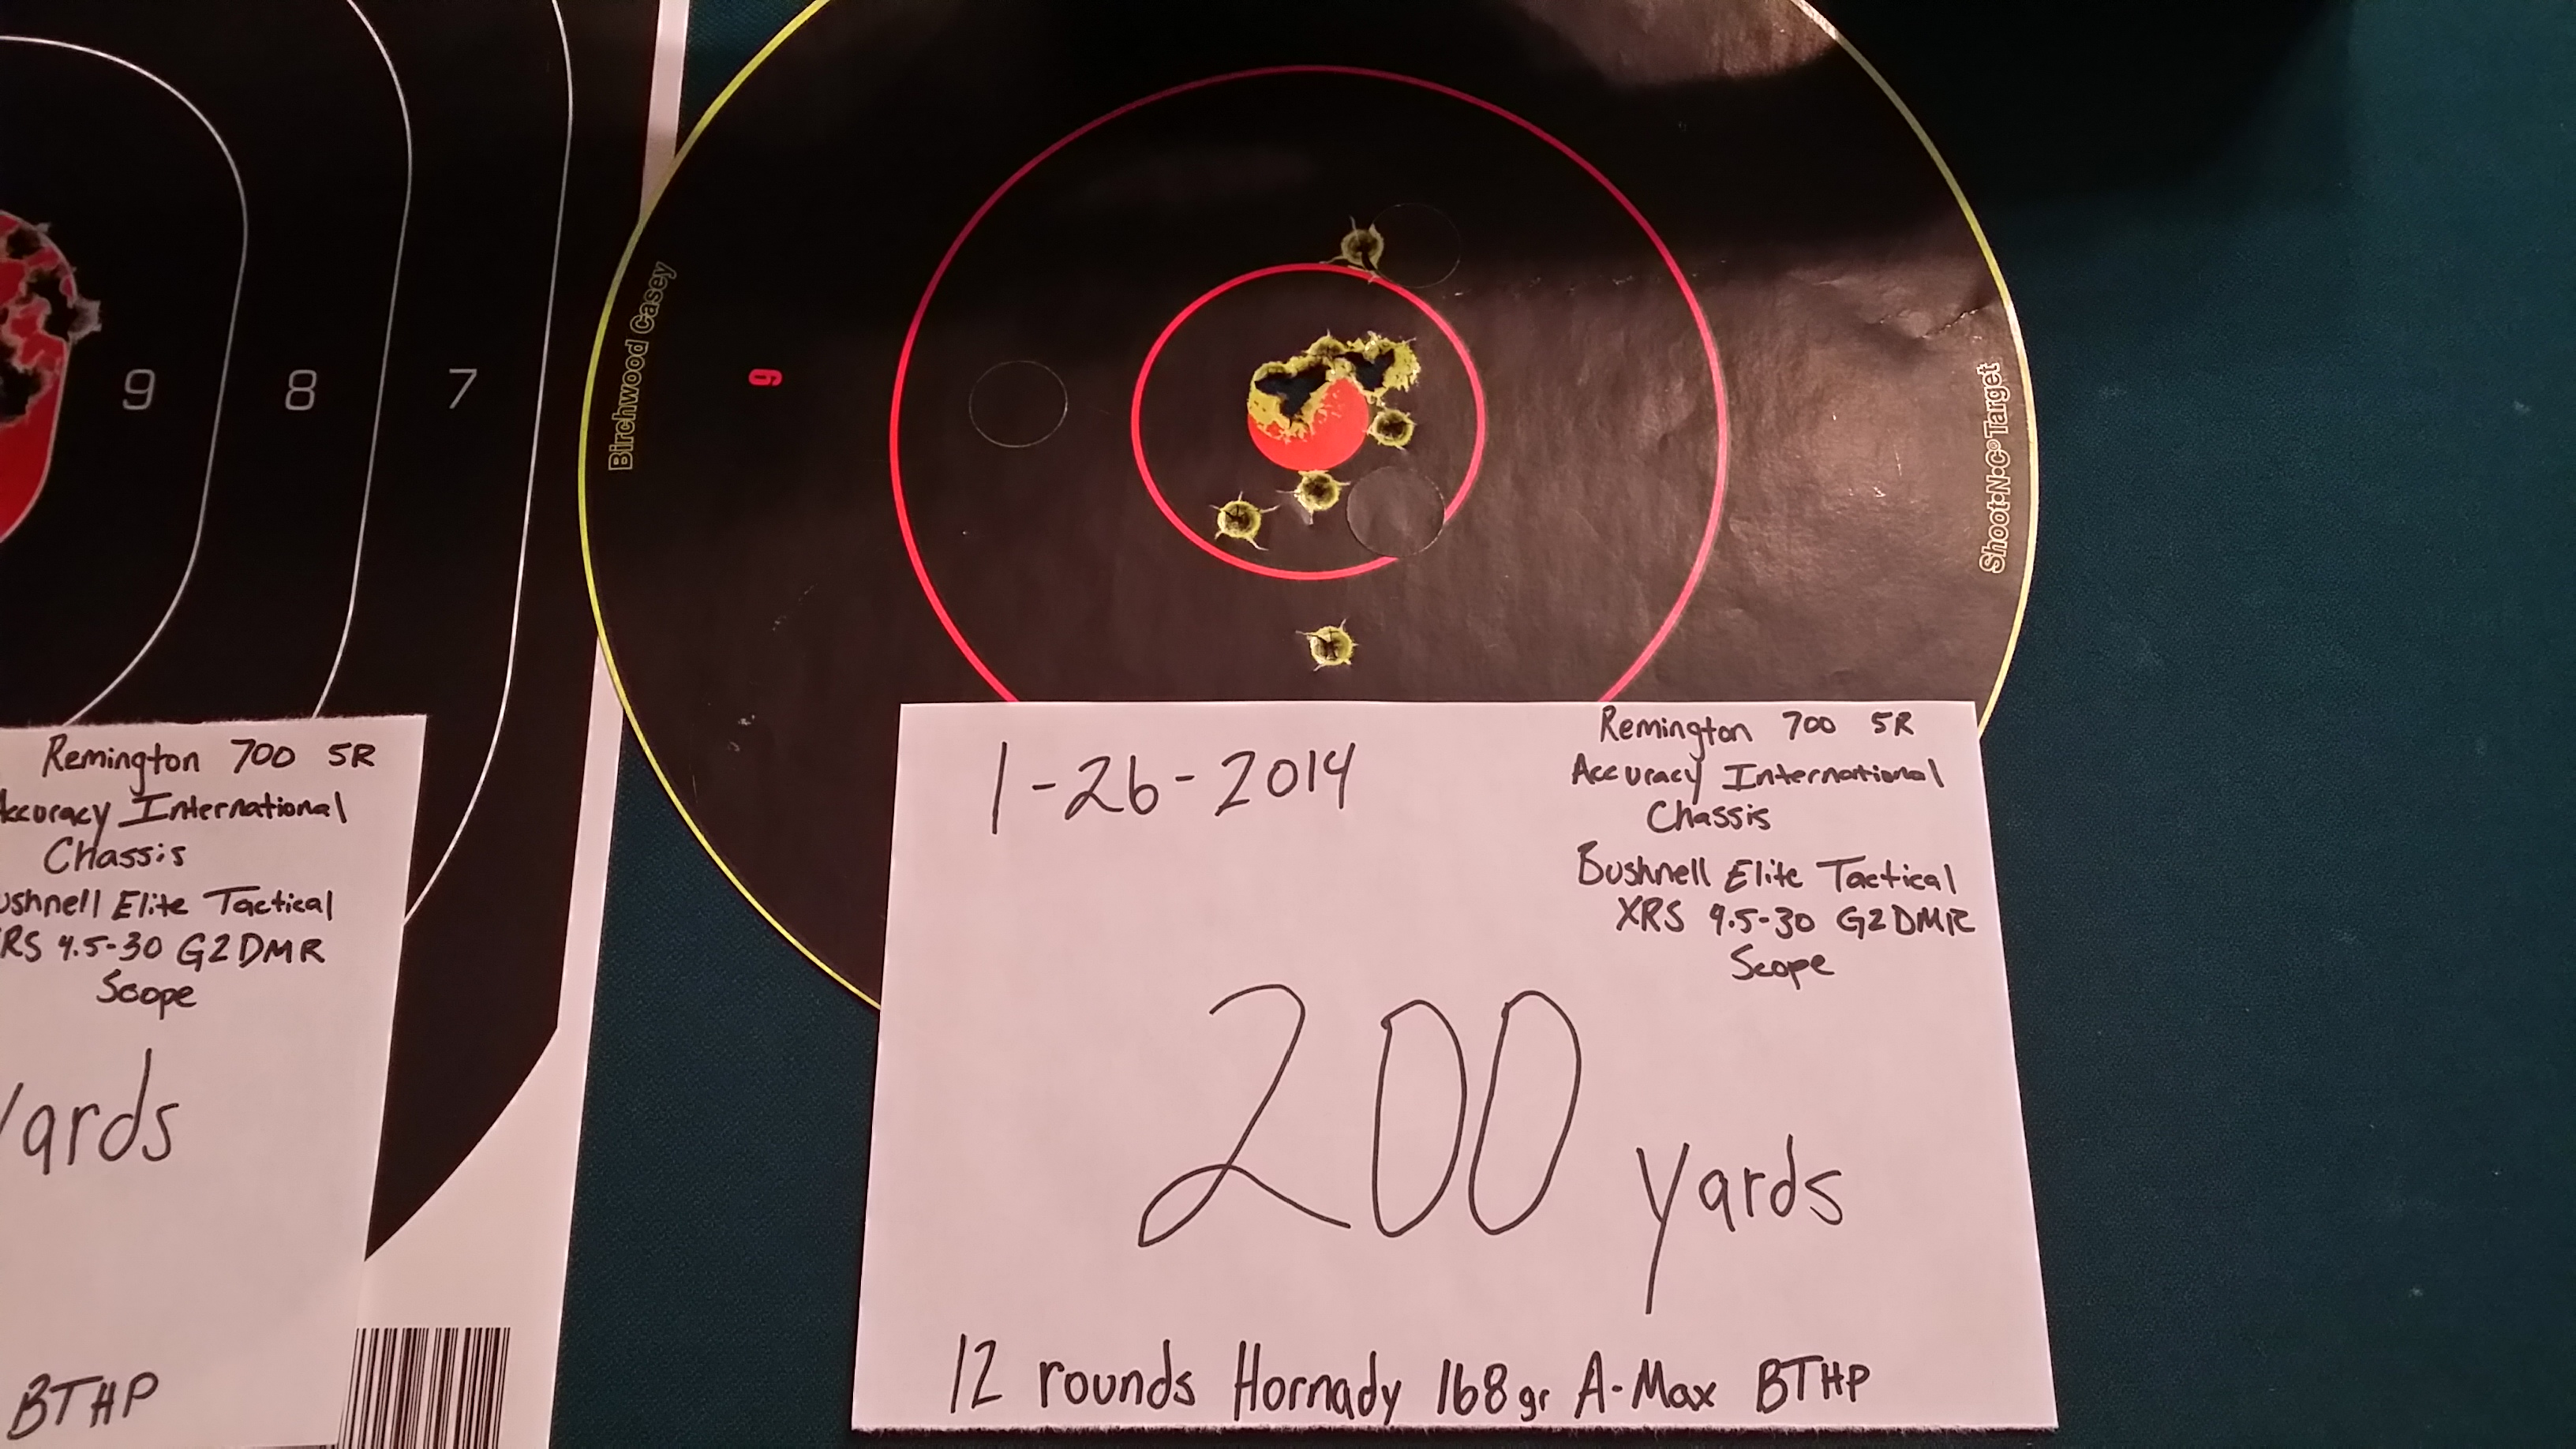 9 8 7
Remington 700 5R
Accuracy International
Chassis
ushnell Elite Tactical
RS 4.5-30 G2DMR
Scope
yards
BTHP
Birchwood Casey
9
Shoot•N•C® Target
1-26-2014
Remington 700 5R
Accuracy International
Chassis
Bushnell Elite Tactical
XRS 4.5-30 G2DMR
Scope
200 yards
12 rounds Hornady 168gr A-Max BTHP